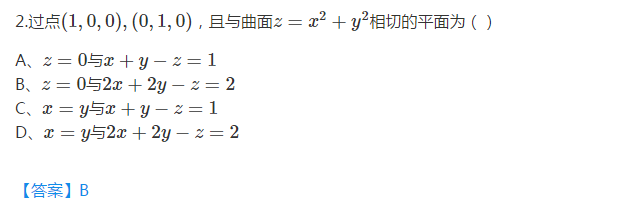 2.过点(1, 0, 0), (0, 1, 0)，且与曲面z = x² + y²相切的平面为（ ）
A、z = 0与x + y − z = 1
B、z = 0与2x + 2y − z = 2
C、x = y与x + y − z = 1
D、x = y与2x + 2y − z = 2
【答案】B